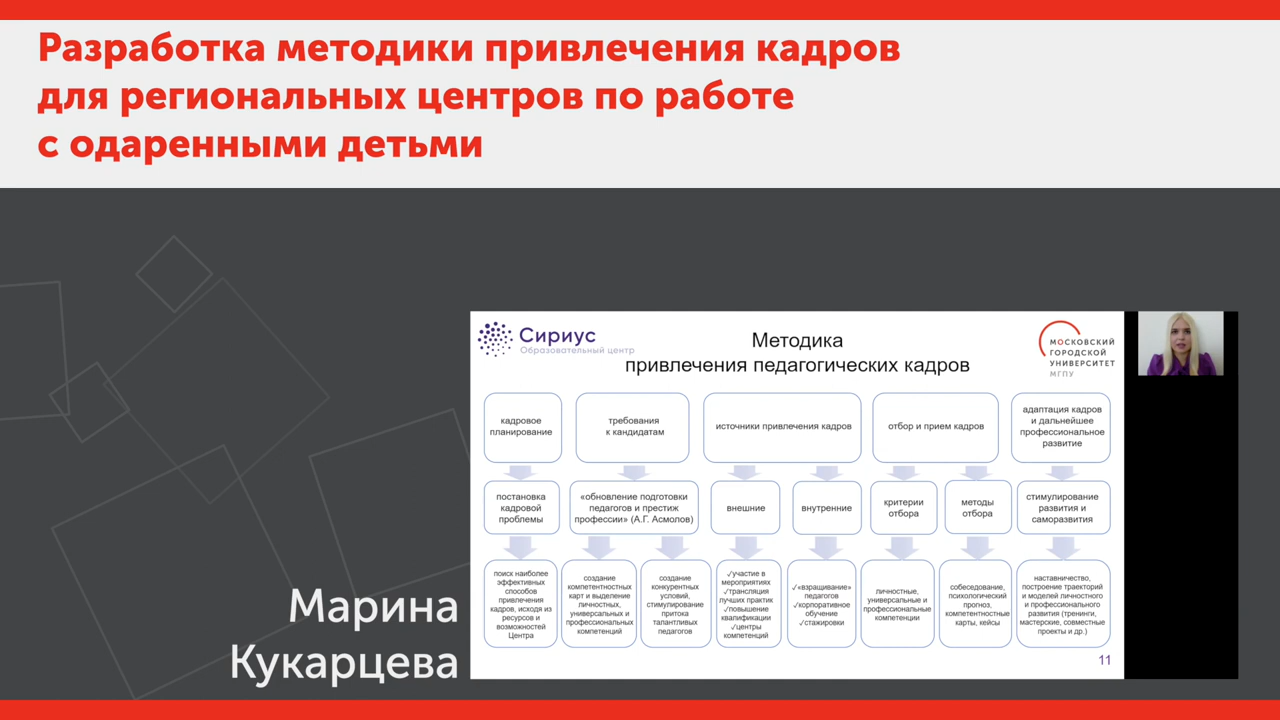 Разработка методики привлечения кадров
для региональных центров по работе
с одаренными детьми
Марина
Кукарцева
Сириус
Образовательный центр
Методика
привлечения педагогических кадров
МОСКОВСКИЙ
ГОРОДСКОЙ
УНИВЕРСИТЕТ
МГПУ
кадровое
планирование
требования
к кандидатам
источники привлечения кадров
отбор и прием кадров
адаптация кадров
и дальнейшее
профессиональное
развитие
постановка
кадровой
проблемы
«обновление подготовки
педагогов и престиж
профессии» (А.Г. Асмолов)
внешние
внутренние
критерии
отбора
методы
отбора
стимулирование
развития и
саморазвития
поиск наиболее
эффективных
способов
привлечения
кадров, исходя из
ресурсов и
возможностей
Центра
создание
компетентностных
карт и выделение
личностных,
универсальных и
профессиональных
компетенций
создание
конкурентных
условий,
стимулирование
притока
талантливых
педагогов
✓участие в
мероприятиях
✓трансляция
лучших практик
✓повышение
квалификации
✓центры
компетенций
✓«взращивание»
педагогов
✓корпоративное
обучение
✓стажировки
личностные,
универсальные и
профессиональные
компетенции
собеседование,
психологический
прогноз,
компетентностные
карты, кейсы
наставничество,
построение траекторий
и моделей личностного
и профессионального
развития (тренинги,
мастерские, совместные
проекты и др.)
11